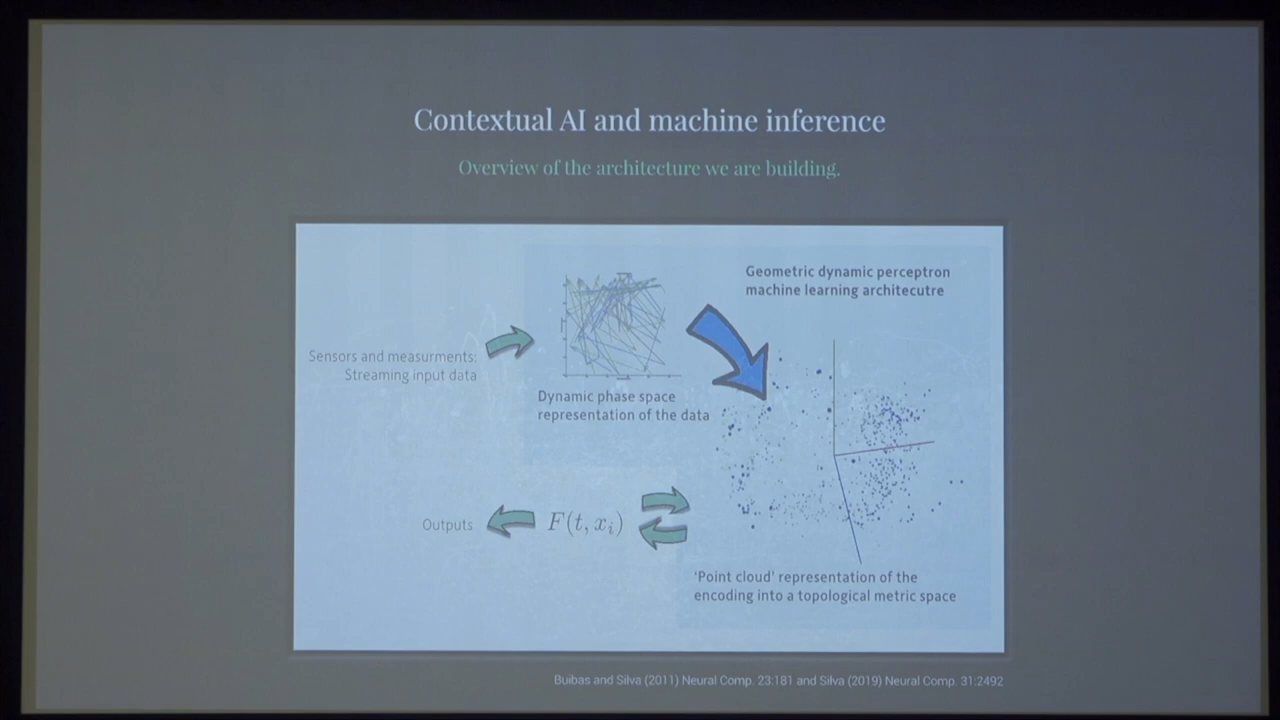 Contextual AI and machine inference
Overview of the architecture we are building.
Geometric dynamic perceptron
machine learning architecutre
Sensors and measurments:
Streaming input data
Dynamic phase space
representation of the data
Outputs
F(t, x_i)
'Point cloud' representation of the
encoding into a topological metric space
Buibas and Silva (2011) Neural Comp. 23:181 and Silva (2019) Neural Comp. 31:2492